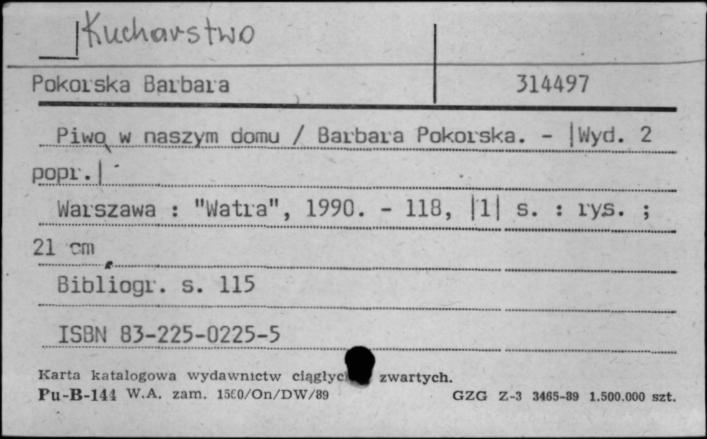 Kucharstwo
Pokorska Barbara 314497
Piwo w naszym domu / Barbara Pokorska. - |Wyd. 2
popr.|
Warszawa : "Watra", 1990. - 118, |1| s. : rys. ;
21 cm
Bibliogr. s. 115
ISBN 83-225-0225-5
Karta katalogowa wydawnictw zwartych.
Pu-B-144 W.A. zam. /On/DW/89 GZG Z-3 3465-89 1.500.000 szt.